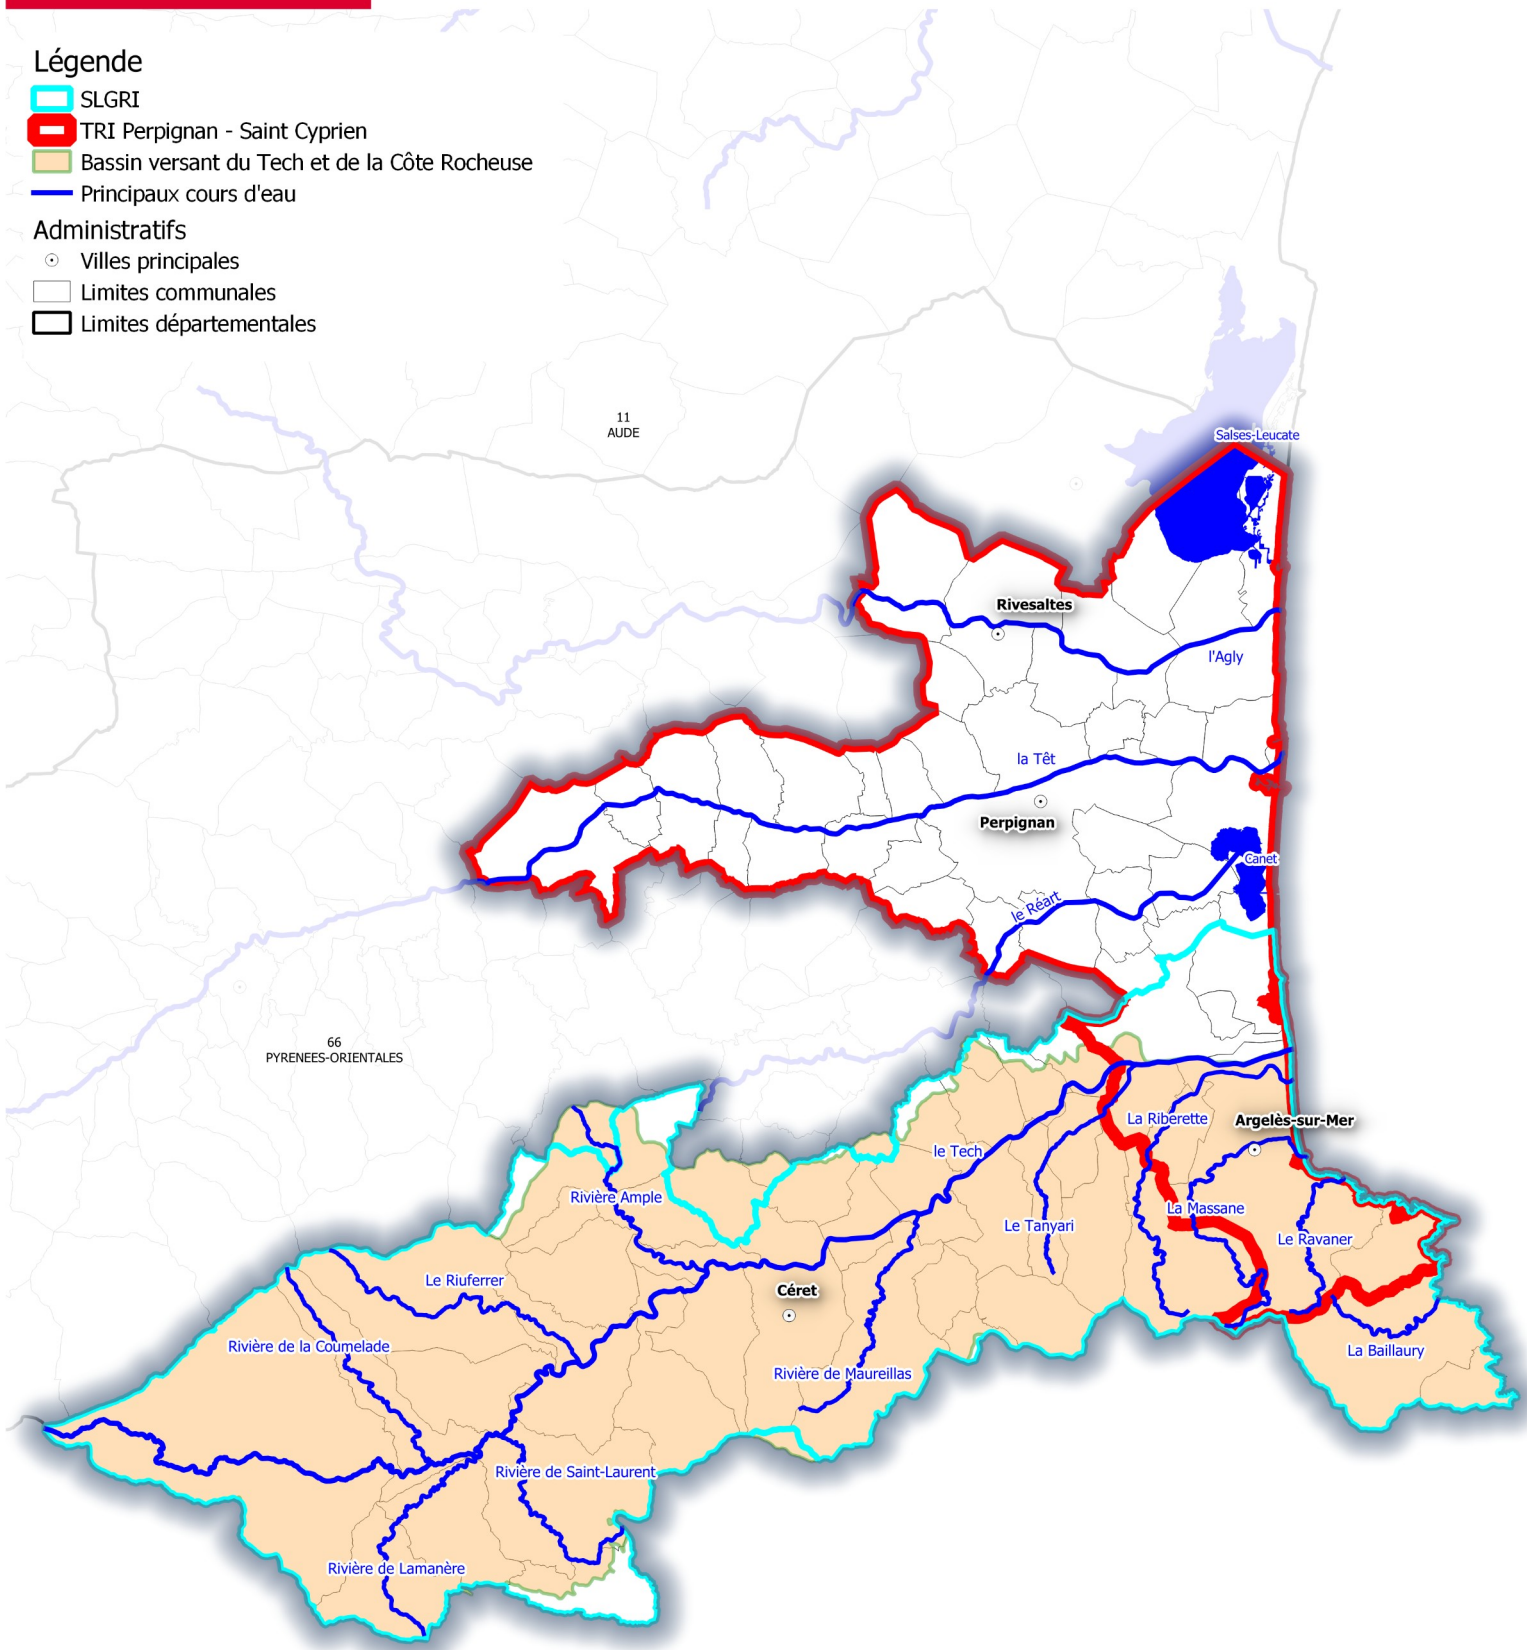 Légende
SLGRI
TRI Perpignan - Saint Cyprien
Bassin versant du Tech et de la Côte Rocheuse
Principaux cours d'eau
Administratifs
Villes principales
Limites communales
Limites départementales
11
AUDE
Salses-Leucate
Rivesaltes
l'Agly
la Têt
Perpignan
Canet
le Réart
66
PYRENEES-ORIENTALES
La Riberette
Argelès-sur-Mer
le Tech
Rivière Ample
La Massane
Le Tanyari
Le Ravaner
Le Riuferrer
Céret
Rivière de la Coumelade
La Baillaury
Rivière de Maureillas
Rivière de Saint-Laurent
Rivière de Lamanère